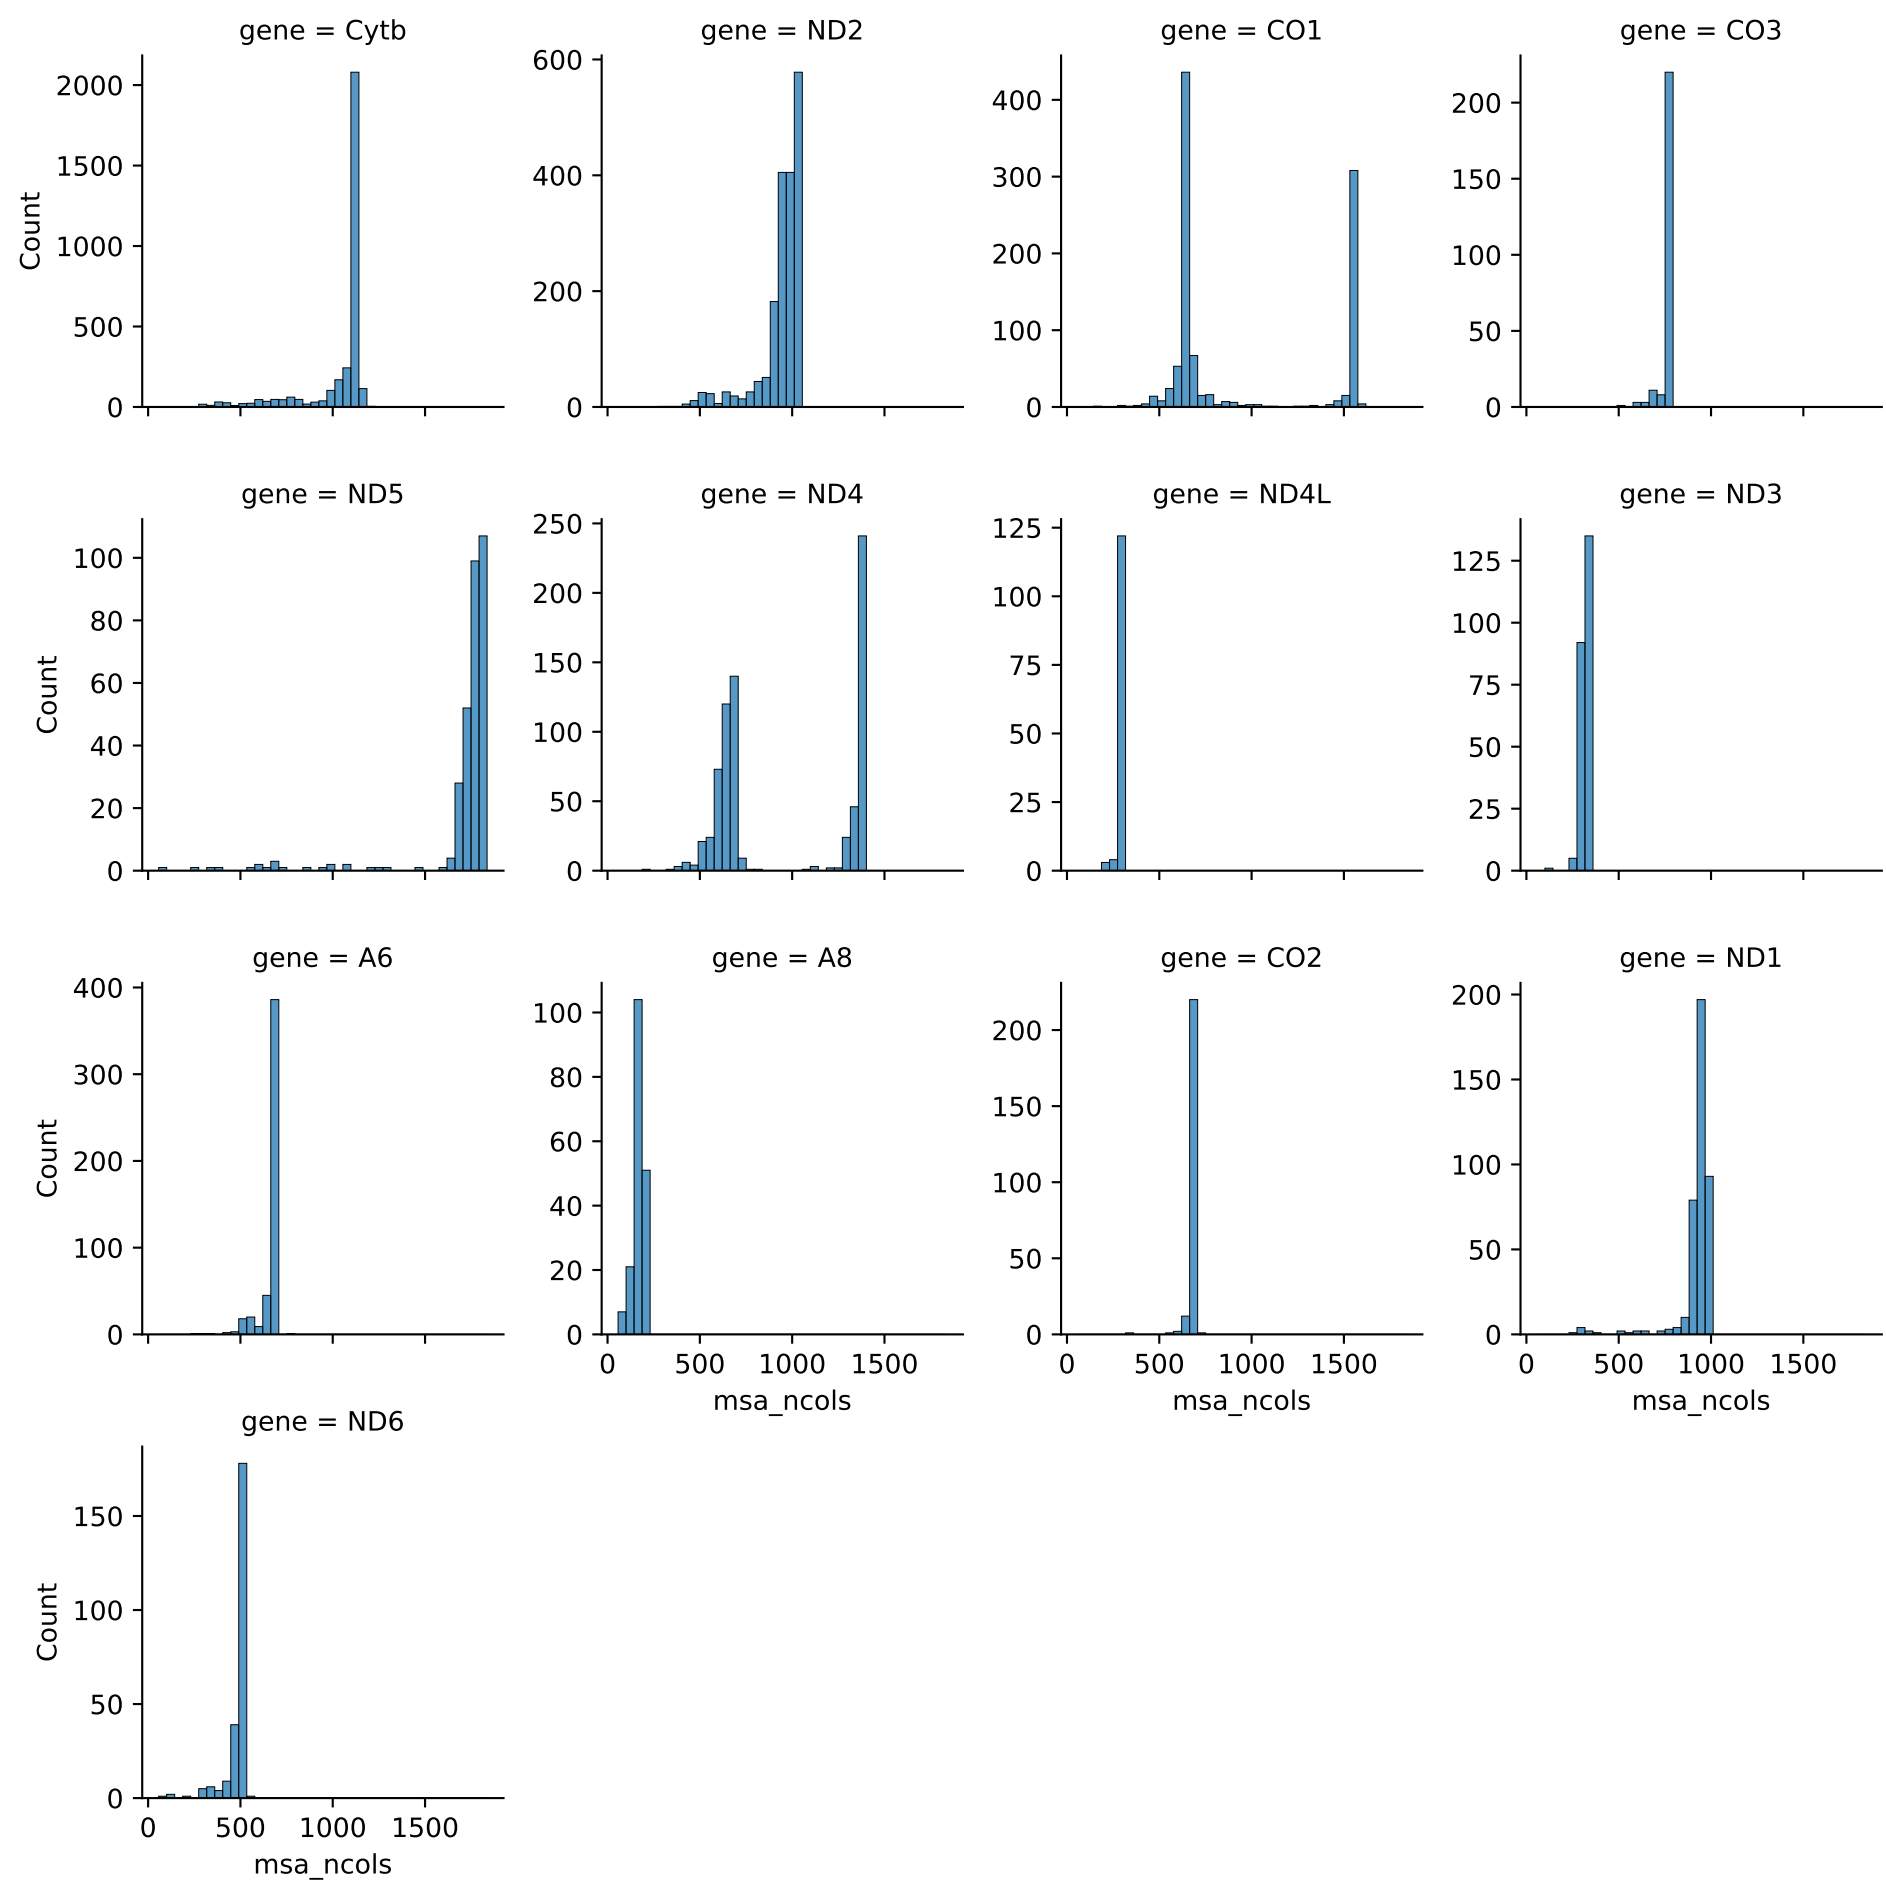 gene = Cytb
gene = ND2
gene = CO1
gene = CO3
Count
2000
1500
1000
500
0
600
400
200
0
400
300
200
100
0
200
150
100
50
0
gene = ND5
gene = ND4
gene = ND4L
gene = ND3
Count
100
80
60
40
20
0
250
200
150
100
50
0
125
100
75
50
25
0
125
100
75
50
25
0
gene = A6
gene = A8
gene = CO2
gene = ND1
Count
400
300
200
100
0
100
80
60
40
20
0
200
150
100
50
0
200
150
100
50
0
0 500 1000 1500
msa_ncols
0 500 1000 1500
msa_ncols
0 500 1000 1500
msa_ncols
gene = ND6
Count
150
100
50
0
0 500 1000 1500
msa_ncols